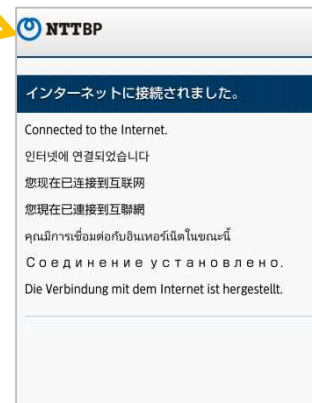 NTTBP
インターネットに接続されました。
Connected to the Internet.
인터넷에 연결되었습니다
您现在已连接到互联网
您現在已連接到互聯網
คุณมีการเชื่อมต่อกับอินเทอร์เน็ตในขณะนี้
Соединение установлено.
Die Verbindung mit dem Internet ist hergestellt.